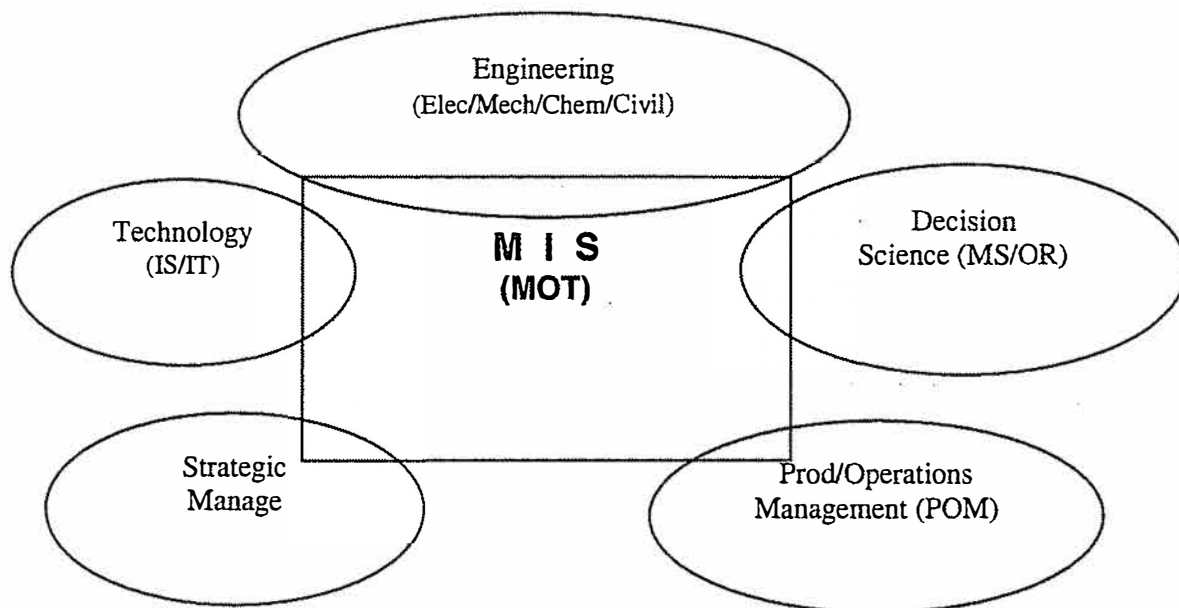 Engineering
(Elec/Mech/Chem/Civil)
Technology
(IS/IT)
M I S
(MOT)
Decision
Science (MS/OR)
Strategic
Manage
Prod/Operations
Management (POM)